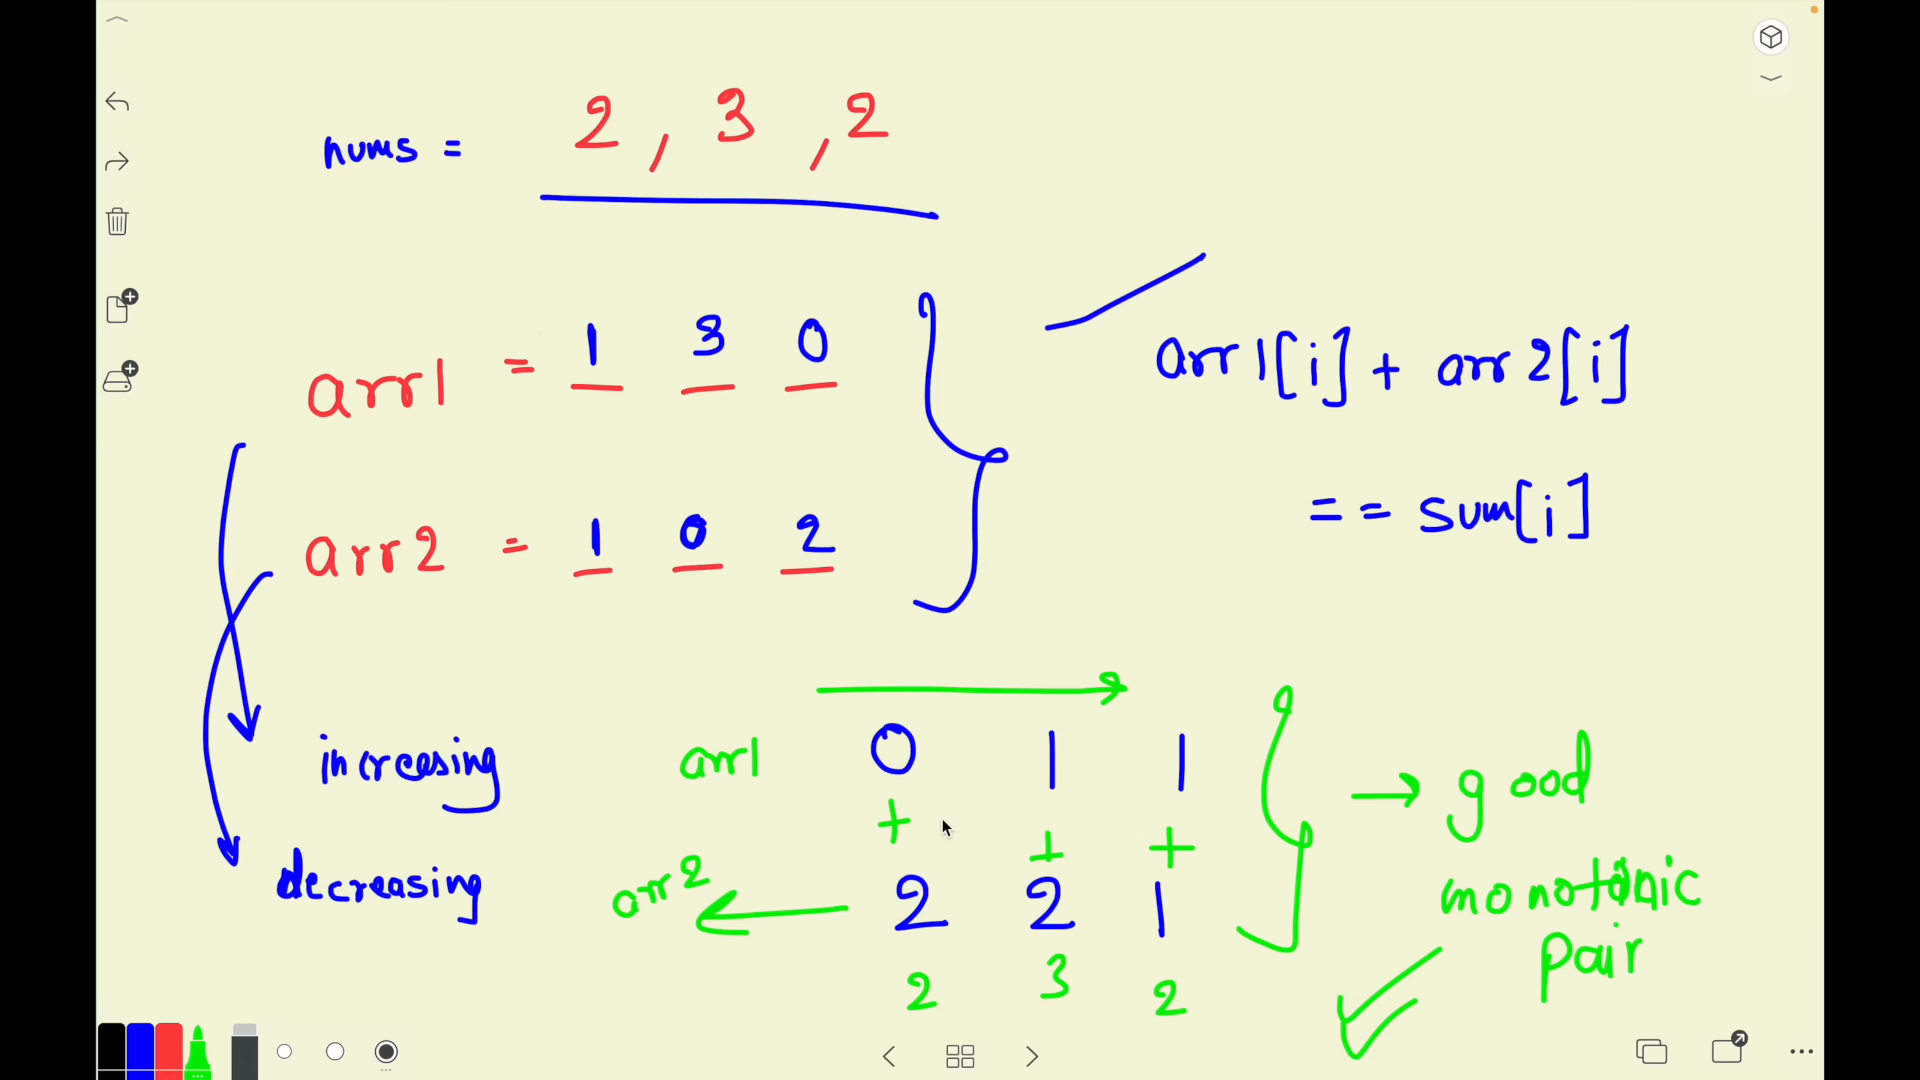 nums = 2 , 3 , 2
arr1 = 1 3 0
arr1[i] + arr2[i]
== sum[i]
arr2 = 1 0 2
increasing
arr1 0 1 1
+ + +
→ good
decreasing
arr2 2 2 1
monotonic
pair
2 3 2